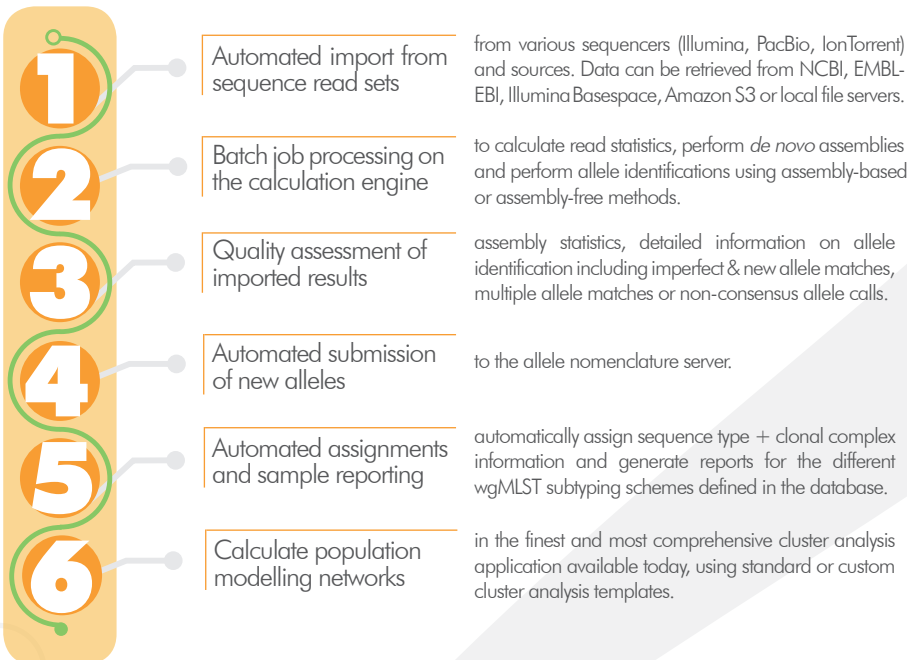 1
Automated import from
sequence read sets
from various sequencers (Illumina, PacBio, IonTorrent)
and sources. Data can be retrieved from NCBI, EMBL-
EBI, Illumina Basespace, Amazon S3 or local file servers.
2
Batch job processing on
the calculation engine
to calculate read statistics, perform de novo assemblies
and perform allele identifications using assembly-based
or assembly-free methods.
3
Quality assessment of
imported results
assembly statistics, detailed information on allele
identification including imperfect & new allele matches,
multiple allele matches or non-consensus allele calls.
4
Automated submission
of new alleles
to the allele nomenclature server.
5
Automated assignments
and sample reporting
automatically assign sequence type + clonal complex
information and generate reports for the different
wgMLST subtyping schemes defined in the database.
6
Calculate population
modelling networks
in the finest and most comprehensive cluster analysis
application available today, using standard or custom
cluster analysis templates.